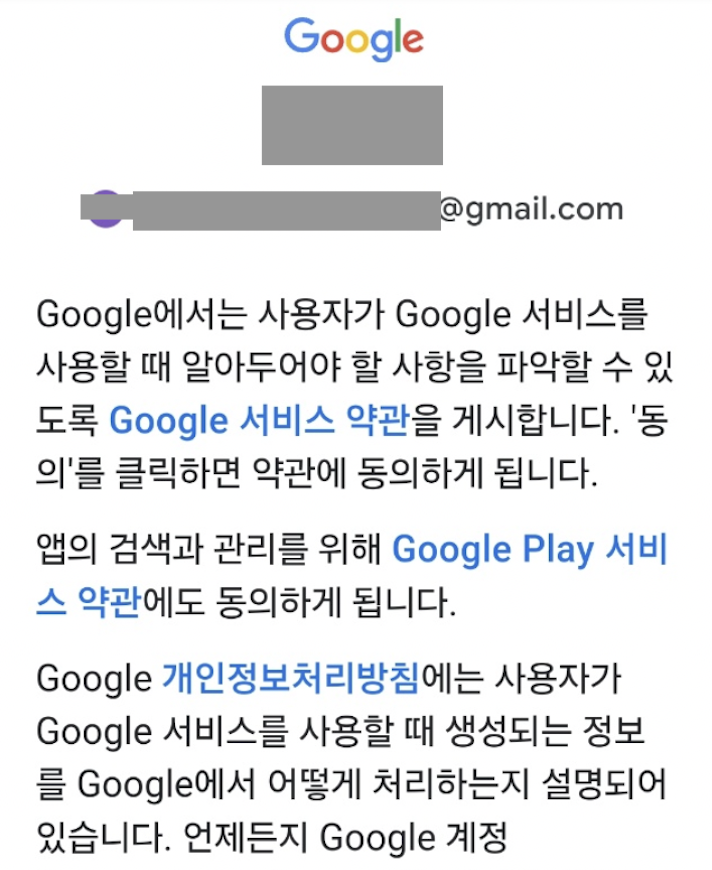 Google
@gmail.com
Google에서는 사용자가 Google 서비스를
사용할 때 알아두어야 할 사항을 파악할 수 있
도록 Google 서비스 약관을 게시합니다. '동
의'를 클릭하면 약관에 동의하게 됩니다.
앱의 검색과 관리를 위해 Google Play 서비
스 약관에도 동의하게 됩니다.
Google 개인정보처리방침에는 사용자가
Google 서비스를 사용할 때 생성되는 정보
를 Google에서 어떻게 처리하는지 설명되어
있습니다. 언제든지 Google 계정